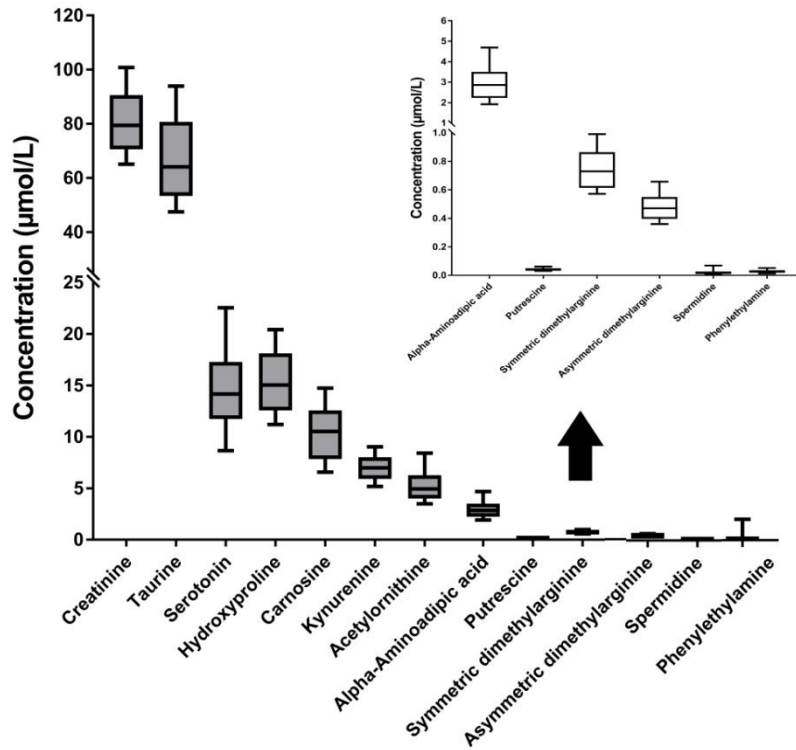 Concentration (µmol/L)
120
100
80
60
40
25
20
15
10
5
0
Creatinine
Taurine
Serotonin
Hydroxyproline
Carnosine
Kynurenine
Acetylornithine
Alpha-Aminoadipic acid
Putrescine
Symmetric dimethylarginine
Asymmetric dimethylarginine
Spermidine
Phenylethylamine
Concentration (µmol/L)
6
5
4
3
2
1
1.0
0.8
0.6
0.4
0.2
0.0
Alpha-Aminoadipic acid
Putrescine
Symmetric dimethylarginine
Asymmetric dimethylarginine
Spermidine
Phenylethylamine